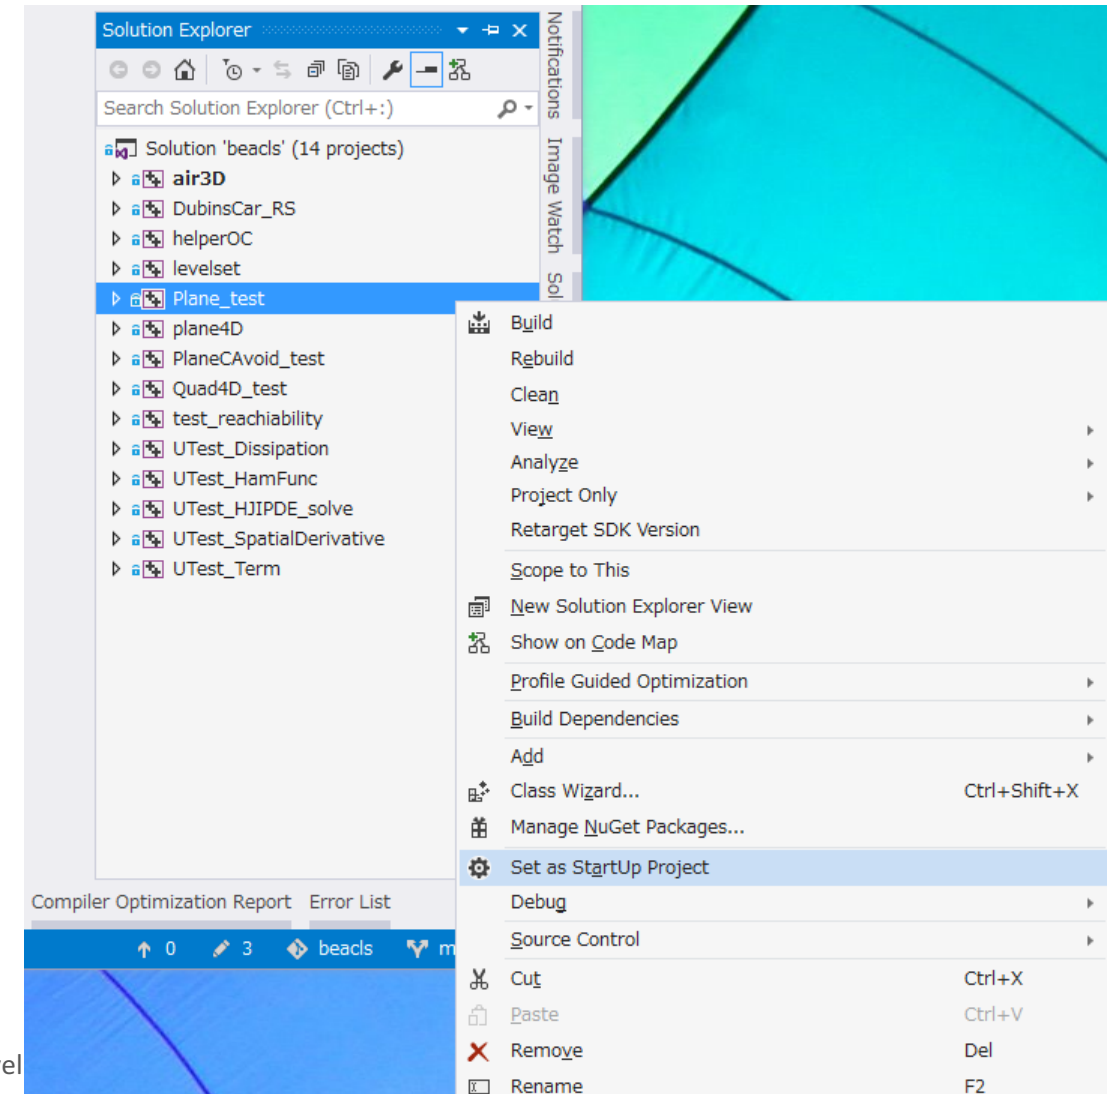 Solution Explorer
Search Solution Explorer (Ctrl+:)
Solution 'beacls' (14 projects)
air3D
DubinsCar_RS
helperOC
levelset
Plane_test
plane4D
PlaneCAvoid_test
Quad4D_test
test_reachiability
UTest_Dissipation
UTest_HamFunc
UTest_HJIPDE_solve
UTest_SpatialDerivative
UTest_Term
Notifications
Image Watch
Sol
Build
Rebuild
Clean
View
Analyze
Project Only
Retarget SDK Version
Scope to This
New Solution Explorer View
Show on Code Map
Profile Guided Optimization
Build Dependencies
Add
Class Wizard... Ctrl+Shift+X
Manage NuGet Packages...
Set as StartUp Project
Debug
Source Control
Cut Ctrl+X
Paste Ctrl+V
Remove Del
Rename F2
Compiler Optimization Report Error List
0 3 beacls m
el